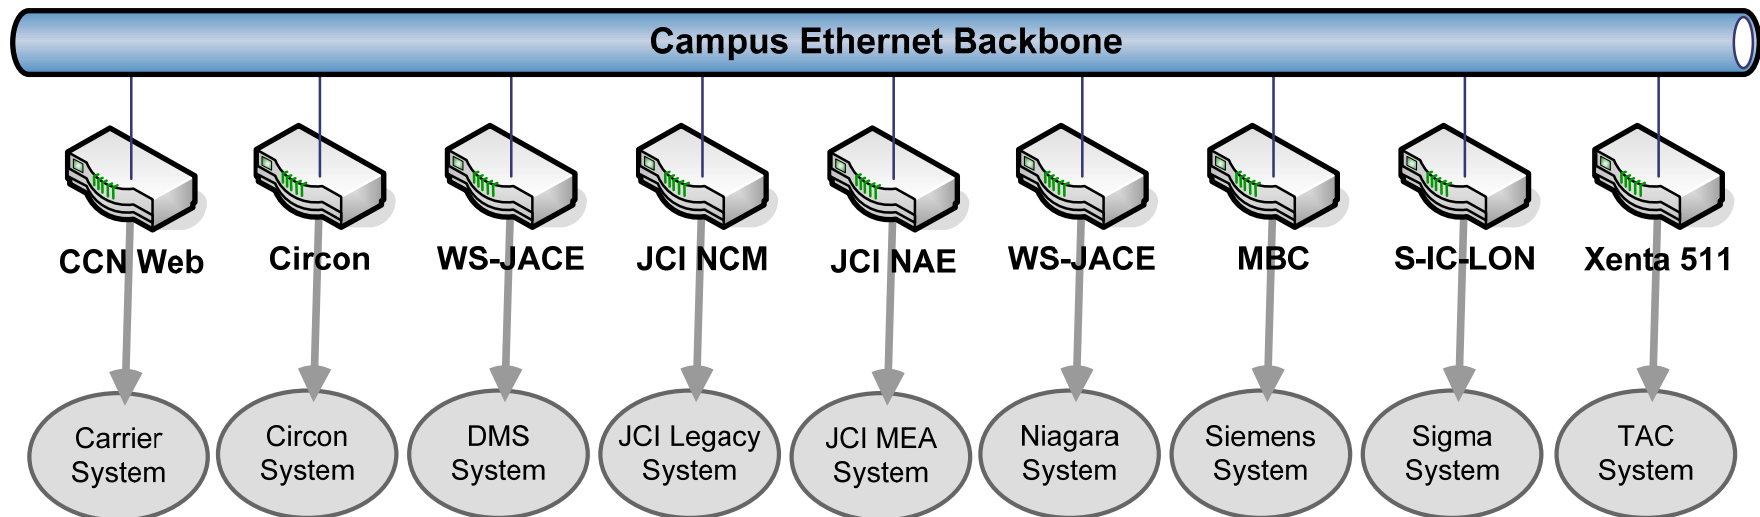 Campus Ethernet Backbone
CCN Web
Circon
WS-JACE
JCI NCM
JCI NAE
WS-JACE
MBC
S-IC-LON
Xenta 511
Carrier
System
Circon
System
DMS
System
JCI Legacy
System
JCI MEA
System
Niagara
System
Siemens
System
Sigma
System
TAC
System